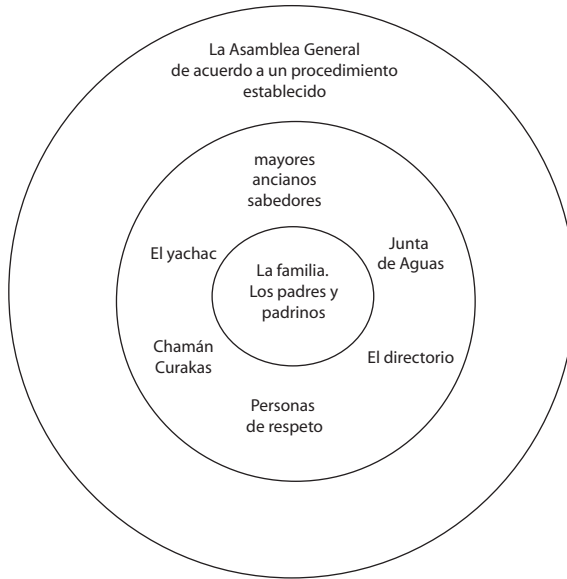 La Asamblea General
de acuerdo a un procedimiento
establecido
mayores
ancianos
sabedores
El yachac
Junta
de Aguas
La familia.
Los padres y
padrinos
Chamán
Curakas
El directorio
Personas
de respeto